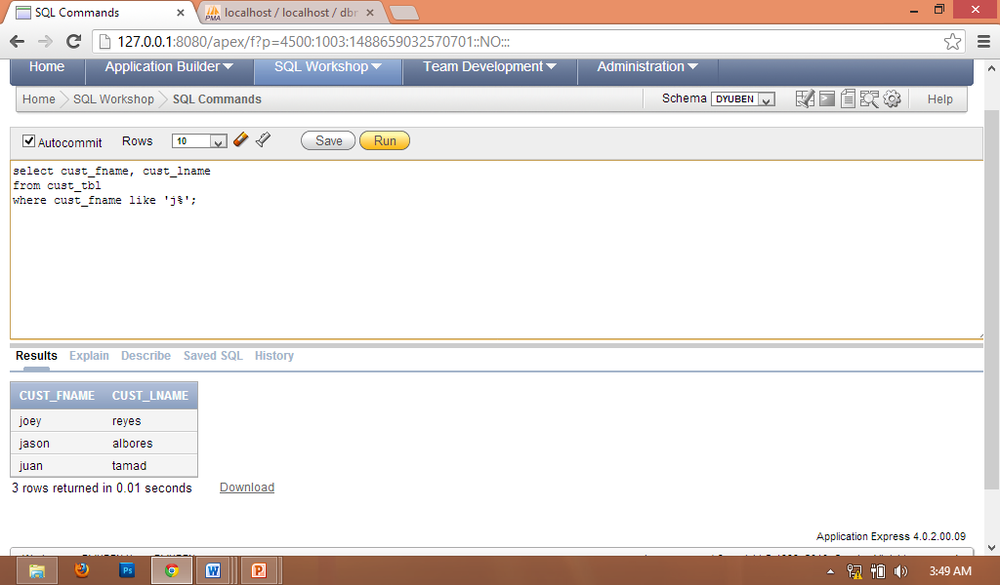 SQL Commands
localhost / localhost / dbr
127.0.0.1:8080/apex/f?p=4500:1003:1488659032570701::NO:::
Home Application Builder SQL Workshop Team Development Administration
Home SQL Workshop SQL Commands Schema DYUBEN Help
Autocommit Rows 10 Save Run
select cust_fname, cust_lname
from cust_tbl
where cust_fname like 'j%';
Results Explain Describe Saved SQL History
CUST_FNAME CUST_LNAME
joey reyes
jason albores
juan tamad
3 rows returned in 0.01 seconds Download
Application Express 4.0.2.00.09
3:49 AM